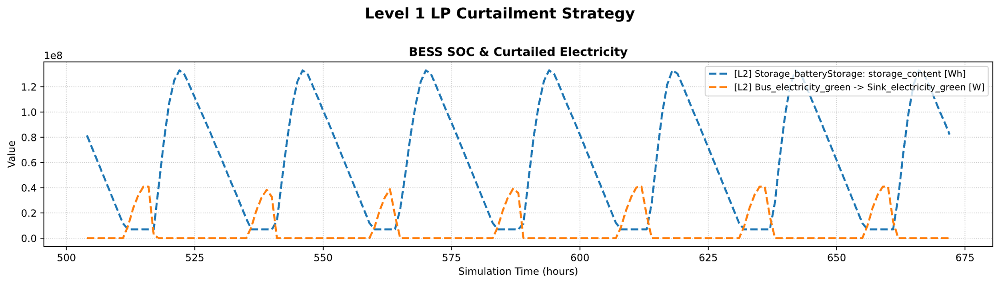 Level 1 LP Curtailment Strategy
BESS SOC & Curtailed Electricity
1e8
[L2] Storage_batteryStorage: storage_content [Wh]
[L2] Bus_electricity_green -> Sink_electricity_green [W]
1.2
1.0
0.8
0.6
0.4
0.2
0.0
Value
500 525 550 575 600 625 650 675
Simulation Time (hours)